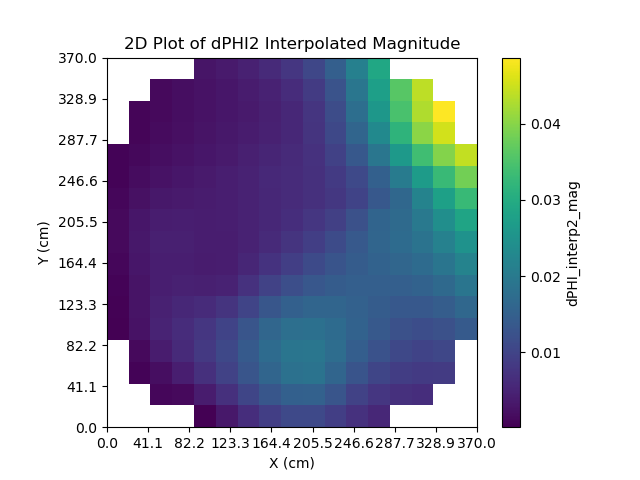 2D Plot of dPHI2 Interpolated Magnitude
370.0
328.9
287.7
246.6
205.5
164.4
123.3
82.2
41.1
0.0
Y (cm)
0.0 41.1 82.2 123.3 164.4 205.5 246.6 287.7 328.9 370.0
X (cm)
0.04
0.03
0.02
0.01
dPHI_interp2_mag